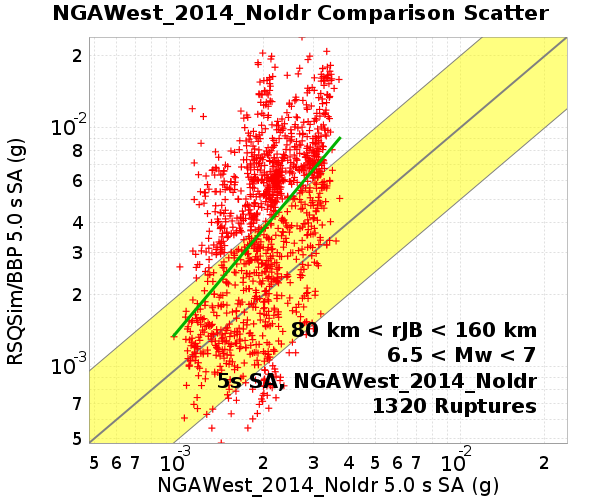 NGAWest_2014_NoIdr Comparison Scatter
RSQSim/BBP 5.0 s SA (g)
2
10-2
8
6
4
3
2
10-3
7
5
80 km < rJB < 160 km
6.5 < Mw < 7
5s SA, NGAWest_2014_NoIdr
1320 Ruptures
5 6 7 10-3 2 3 4 5 6 7 10-2 2
NGAWest_2014_NoIdr 5.0 s SA (g)